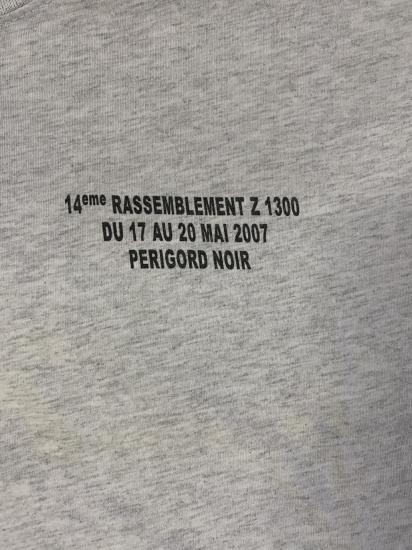 14eme RASSEMBLEMENT Z 1300
DU 17 AU 20 MAI 2007
PERIGORD NOIR